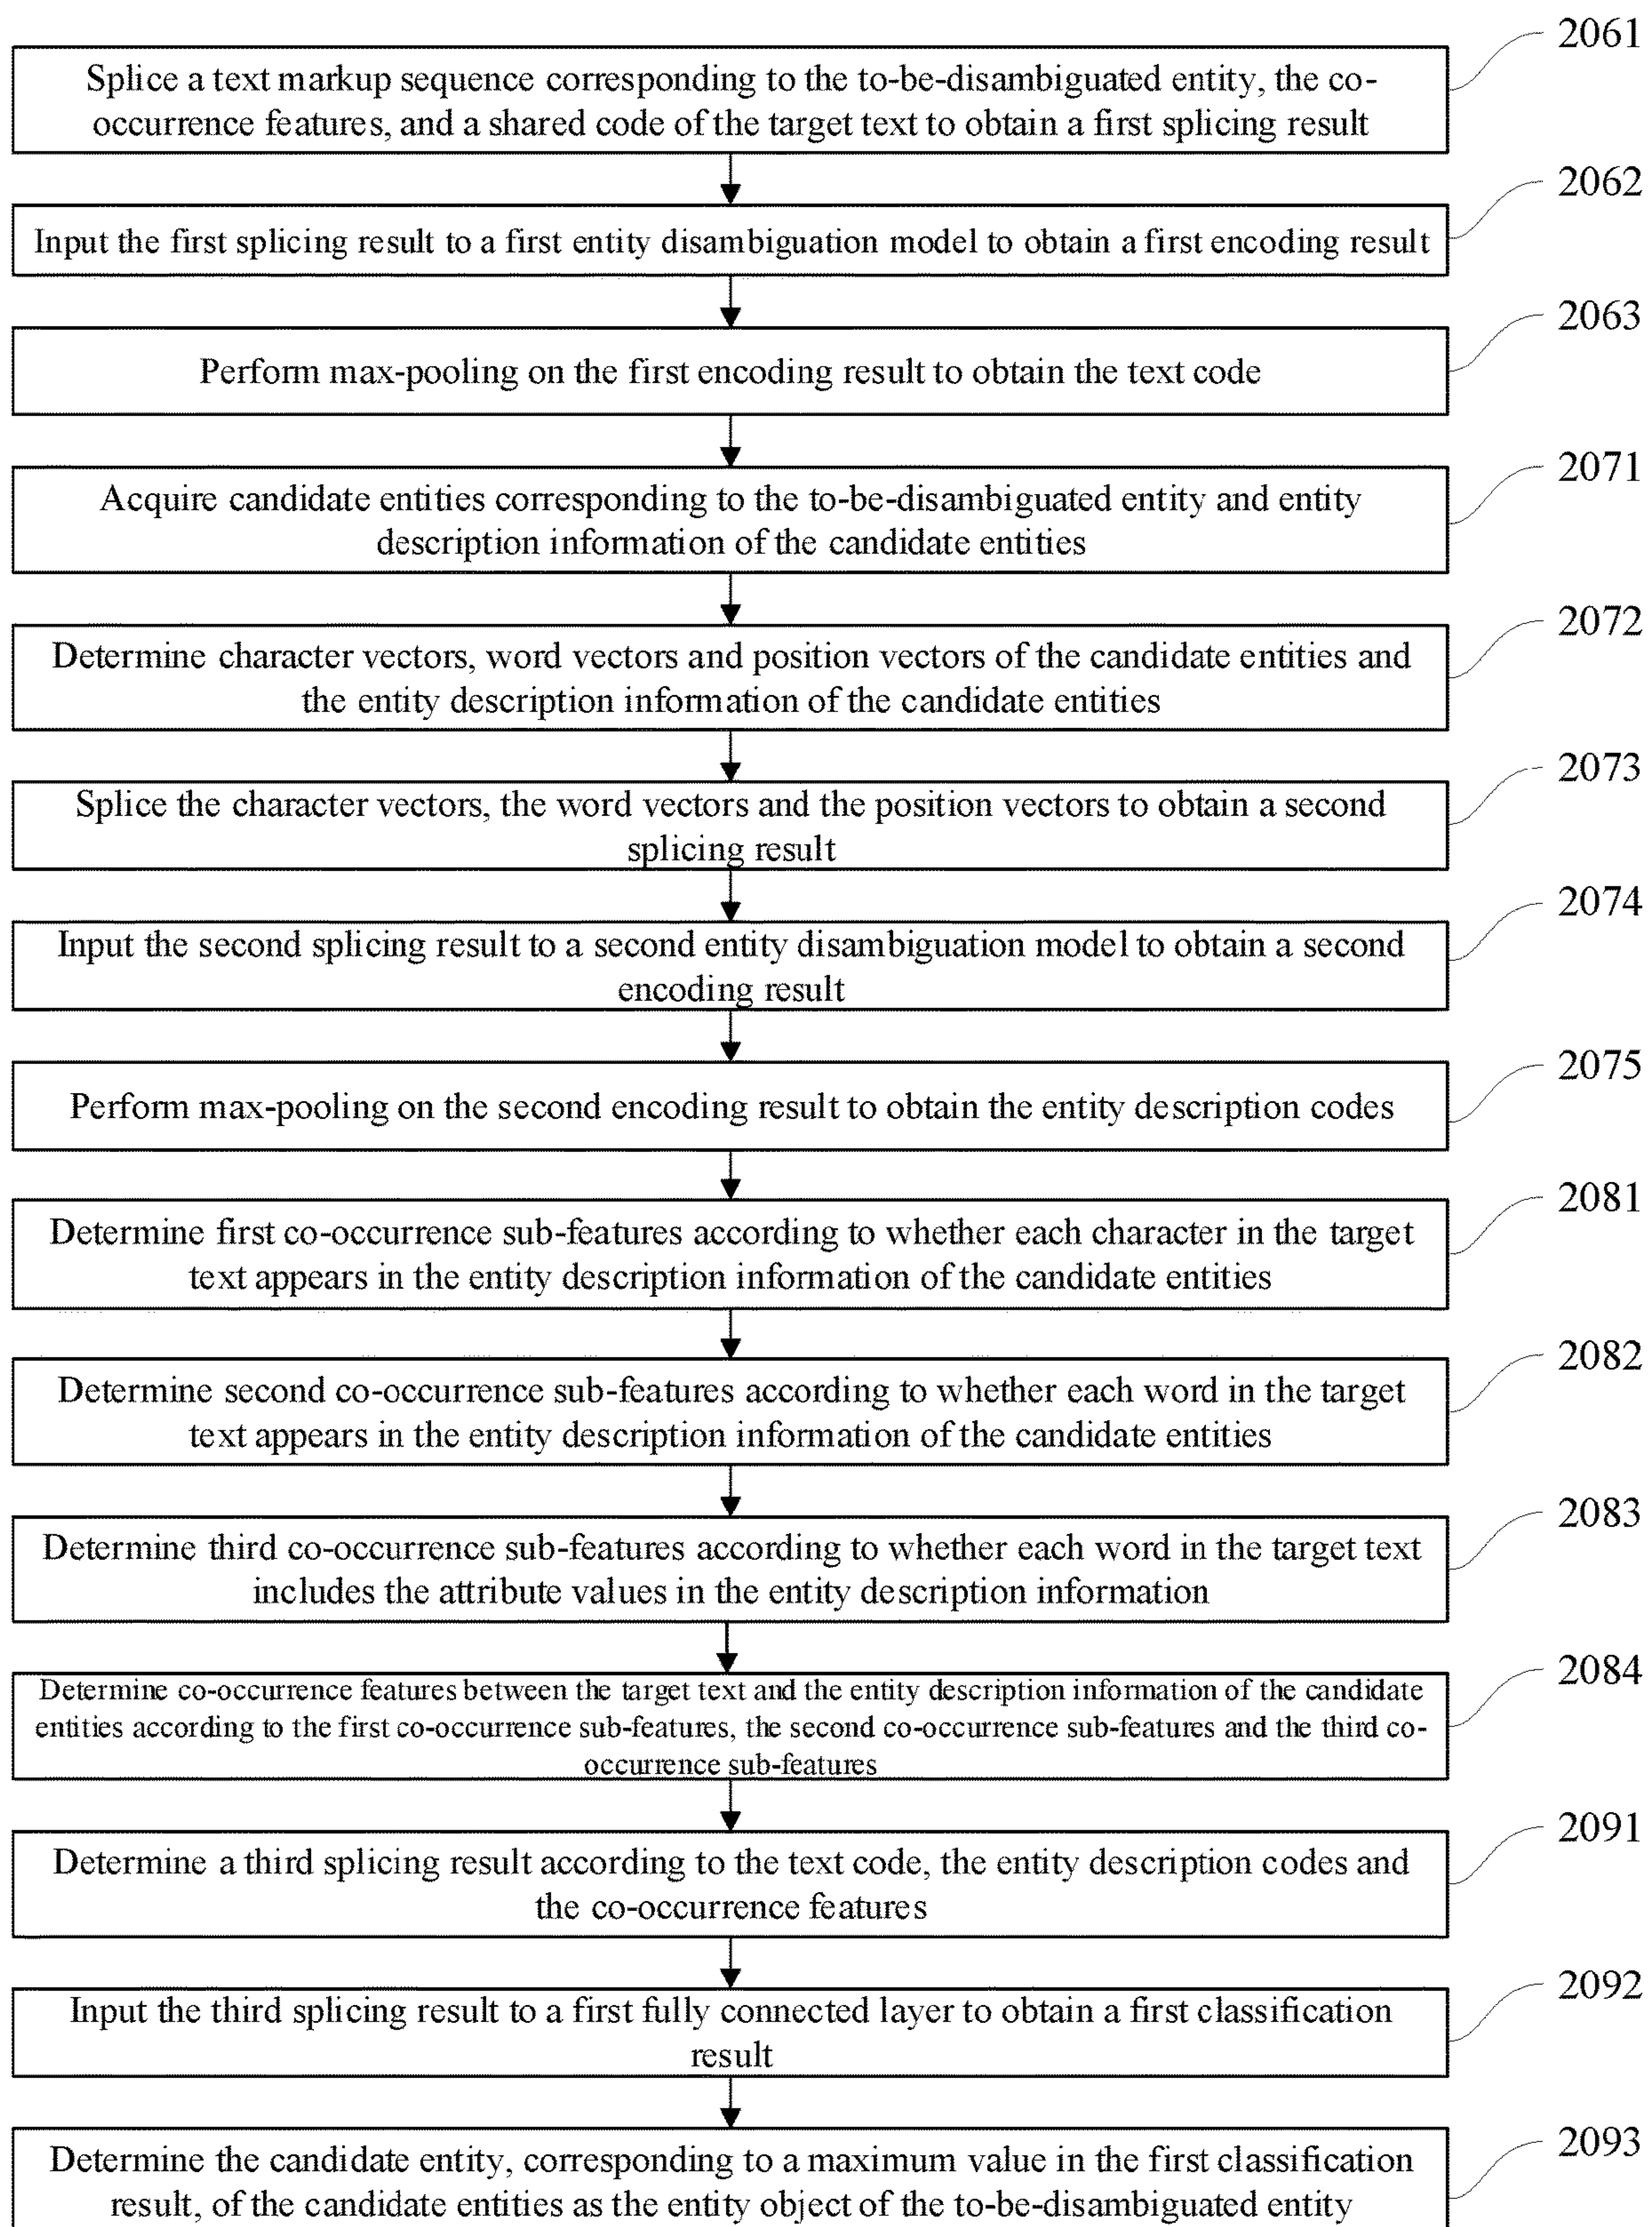 2061
Splice a text markup sequence corresponding to the to-be-disambiguated entity, the co-
occurrence features, and a shared code of the target text to obtain a first splicing result
2062
Input the first splicing result to a first entity disambiguation model to obtain a first encoding result
2063
Perform max-pooling on the first encoding result to obtain the text code
2071
Acquire candidate entities corresponding to the to-be-disambiguated entity and entity
description information of the candidate entities
2072
Determine character vectors, word vectors and position vectors of the candidate entities and
the entity description information of the candidate entities
2073
Splice the character vectors, the word vectors and the position vectors to obtain a second
splicing result
2074
Input the second splicing result to a second entity disambiguation model to obtain a second
encoding result
2075
Perform max-pooling on the second encoding result to obtain the entity description codes
2081
Determine first co-occurrence sub-features according to whether each character in the target
text appears in the entity description information of the candidate entities
2082
Determine second co-occurrence sub-features according to whether each word in the target
text appears in the entity description information of the candidate entities
2083
Determine third co-occurrence sub-features according to whether each word in the target text
includes the attribute values in the entity description information
2084
Determine co-occurrence features between the target text and the entity description information of the candidate
entities according to the first co-occurrence sub-features, the second co-occurrence sub-features and the third co-
occurrence sub-features
2091
Determine a third splicing result according to the text code, the entity description codes and
the co-occurrence features
2092
Input the third splicing result to a first fully connected layer to obtain a first classification
result
2093
Determine the candidate entity, corresponding to a maximum value in the first classification
result, of the candidate entities as the entity object of the to-be-disambiguated entity